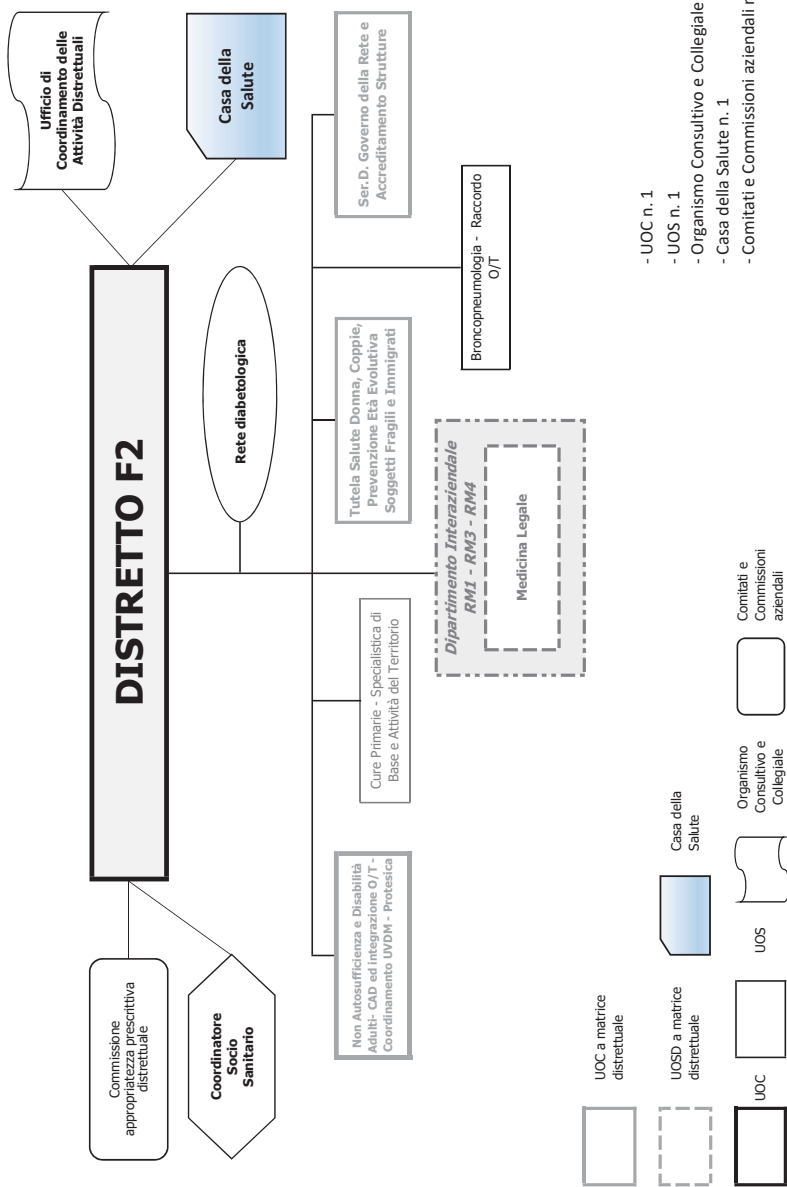 DISTRETTO F2
Ufficio di
Coordinamento delle
Attività Distrettuali
Casa della
Salute
Commissione
appropriatezza prescrittiva
distrettuale
Coordinatore
Socio
Sanitario
Rete diabetologica
Non Autosufficienza e Disabilità
Adulti- CAD ed integrazione O/T -
Coordinamento UVDM - Protesica
Cure Primarie - Specialistica di
Base e Attività del Territorio
Tutela Salute Donna, Coppie,
Prevenzione Età Evolutiva
Soggetti Fragili e Immigrati
Ser.D. Governo della Rete e
Accreditamento Strutture
Dipartimento Interaziendale
RM1 - RM3 - RM4
Medicina Legale
Broncopneumologia - Raccordo
O/T
UOC a matrice
distrettuale
UOSD a matrice
distrettuale
Casa della
Salute
UOC
UOS
Organismo
Consultivo e
Collegiale
Comitati e
Commissioni
aziendali
- UOC n. 1
- UOS n. 1
- Organismo Consultivo e Collegiale
- Casa della Salute n. 1
- Comitati e Commissioni aziendali